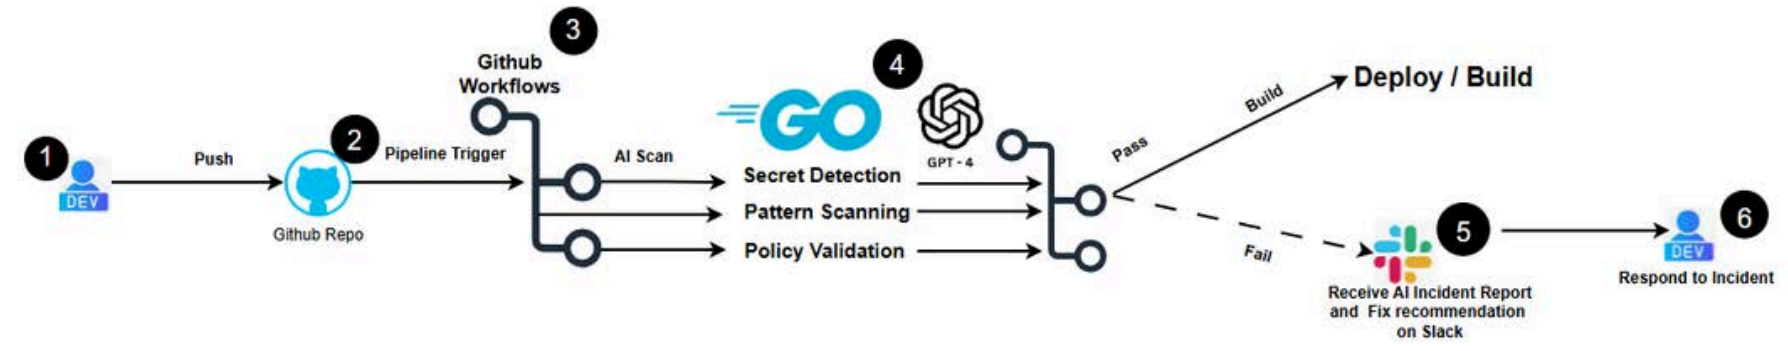 1
DEV
Push
2
Github Repo
Pipeline Trigger
3
Github
Workflows
AI Scan
GO
4
GPT - 4
Secret Detection
Pattern Scanning
Policy Validation
Pass
Build
Deploy / Build
Fail
5
Receive AI Incident Report
and Fix recommendation
on Slack
6
DEV
Respond to Incident